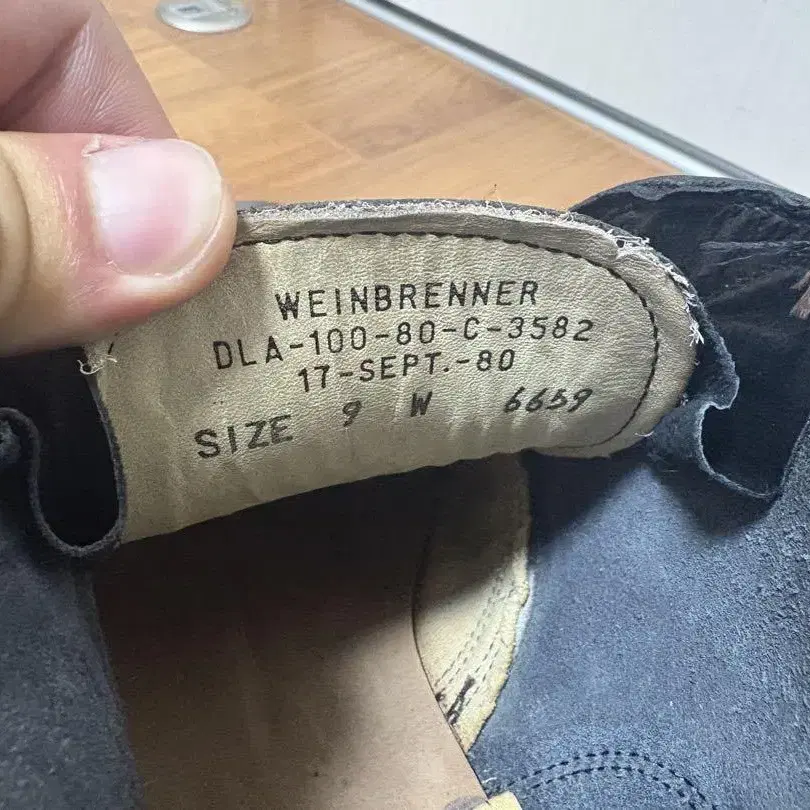 WEINBRENNER
DLA-100-80-C-3582
17-SEPT.-80
SIZE 9 W 6659